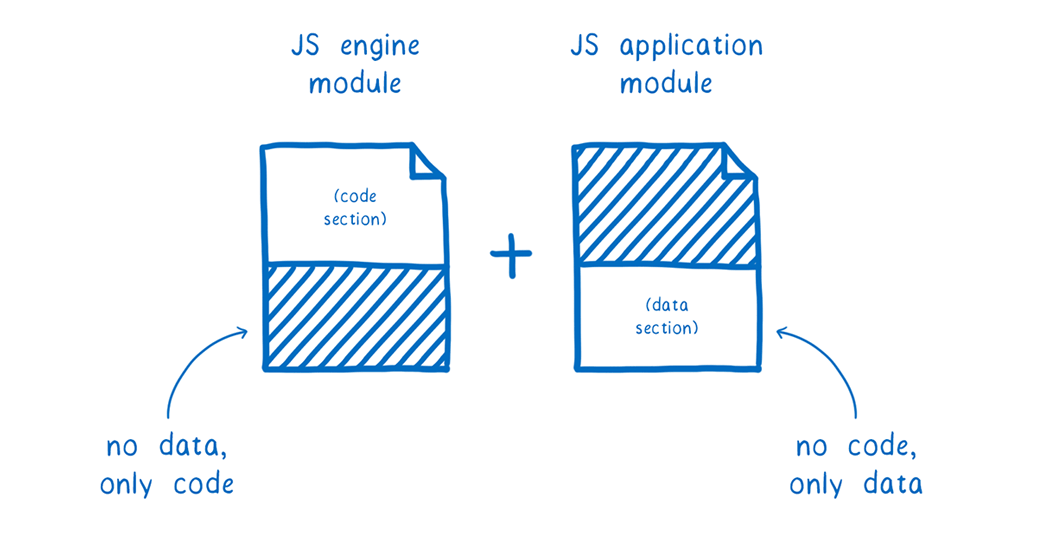 JS engine
module
JS application
module
(code
section)
+
(data
section)
no data,
only code
no code,
only data